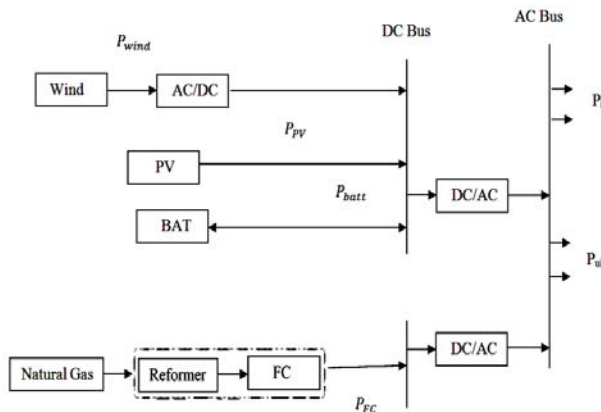 AC Bus
DC Bus
P_wind
Wind
AC/DC
P_PV
PV
P_batt
DC/AC
BAT
Natural Gas
Reformer
FC
DC/AC
P_FC